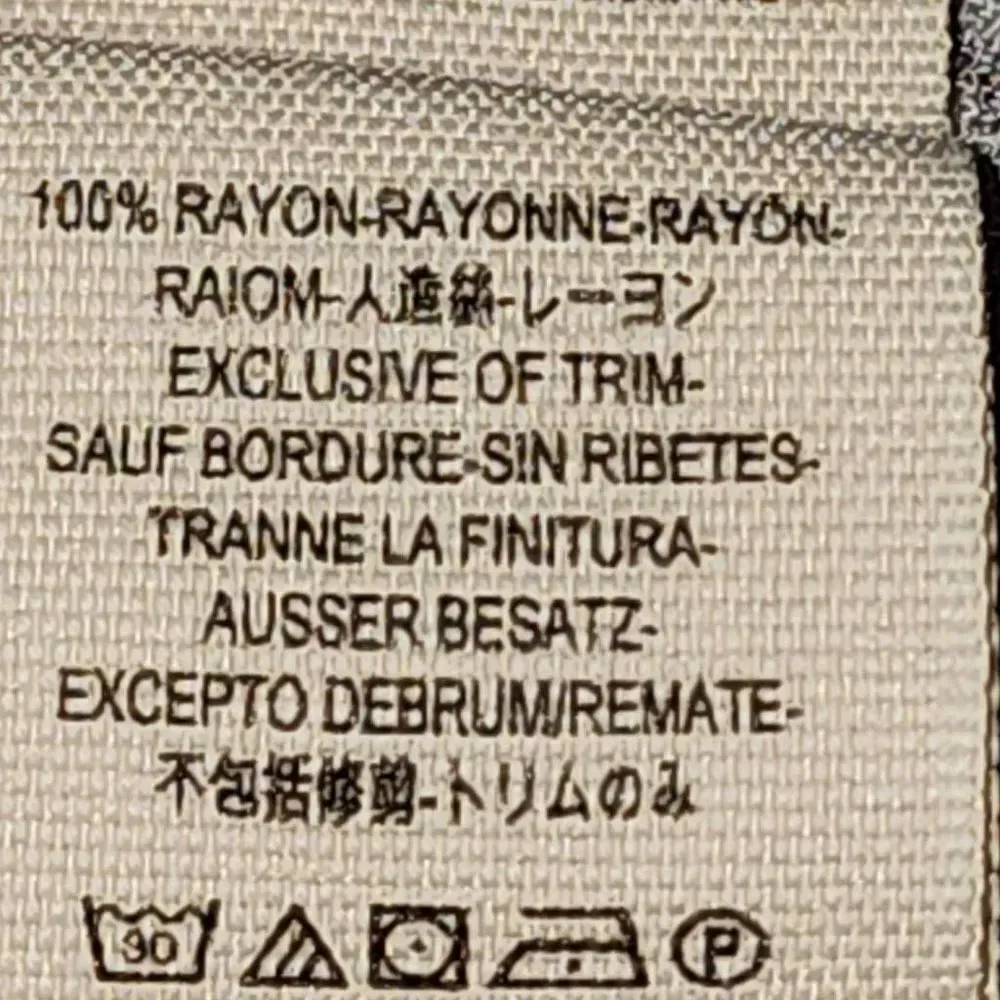 100% RAYON-RAYONNE-RAYÓN-
RAIOM-人造絲-レーヨン
EXCLUSIVE OF TRIM-
SAUF BORDURE-SIN RIBETES-
TRANNE LA FINITURA-
AUSSER BESATZ-
EXCEPTO DEBRUM/REMATE-
不包括修剪-トリムのみ
30
P